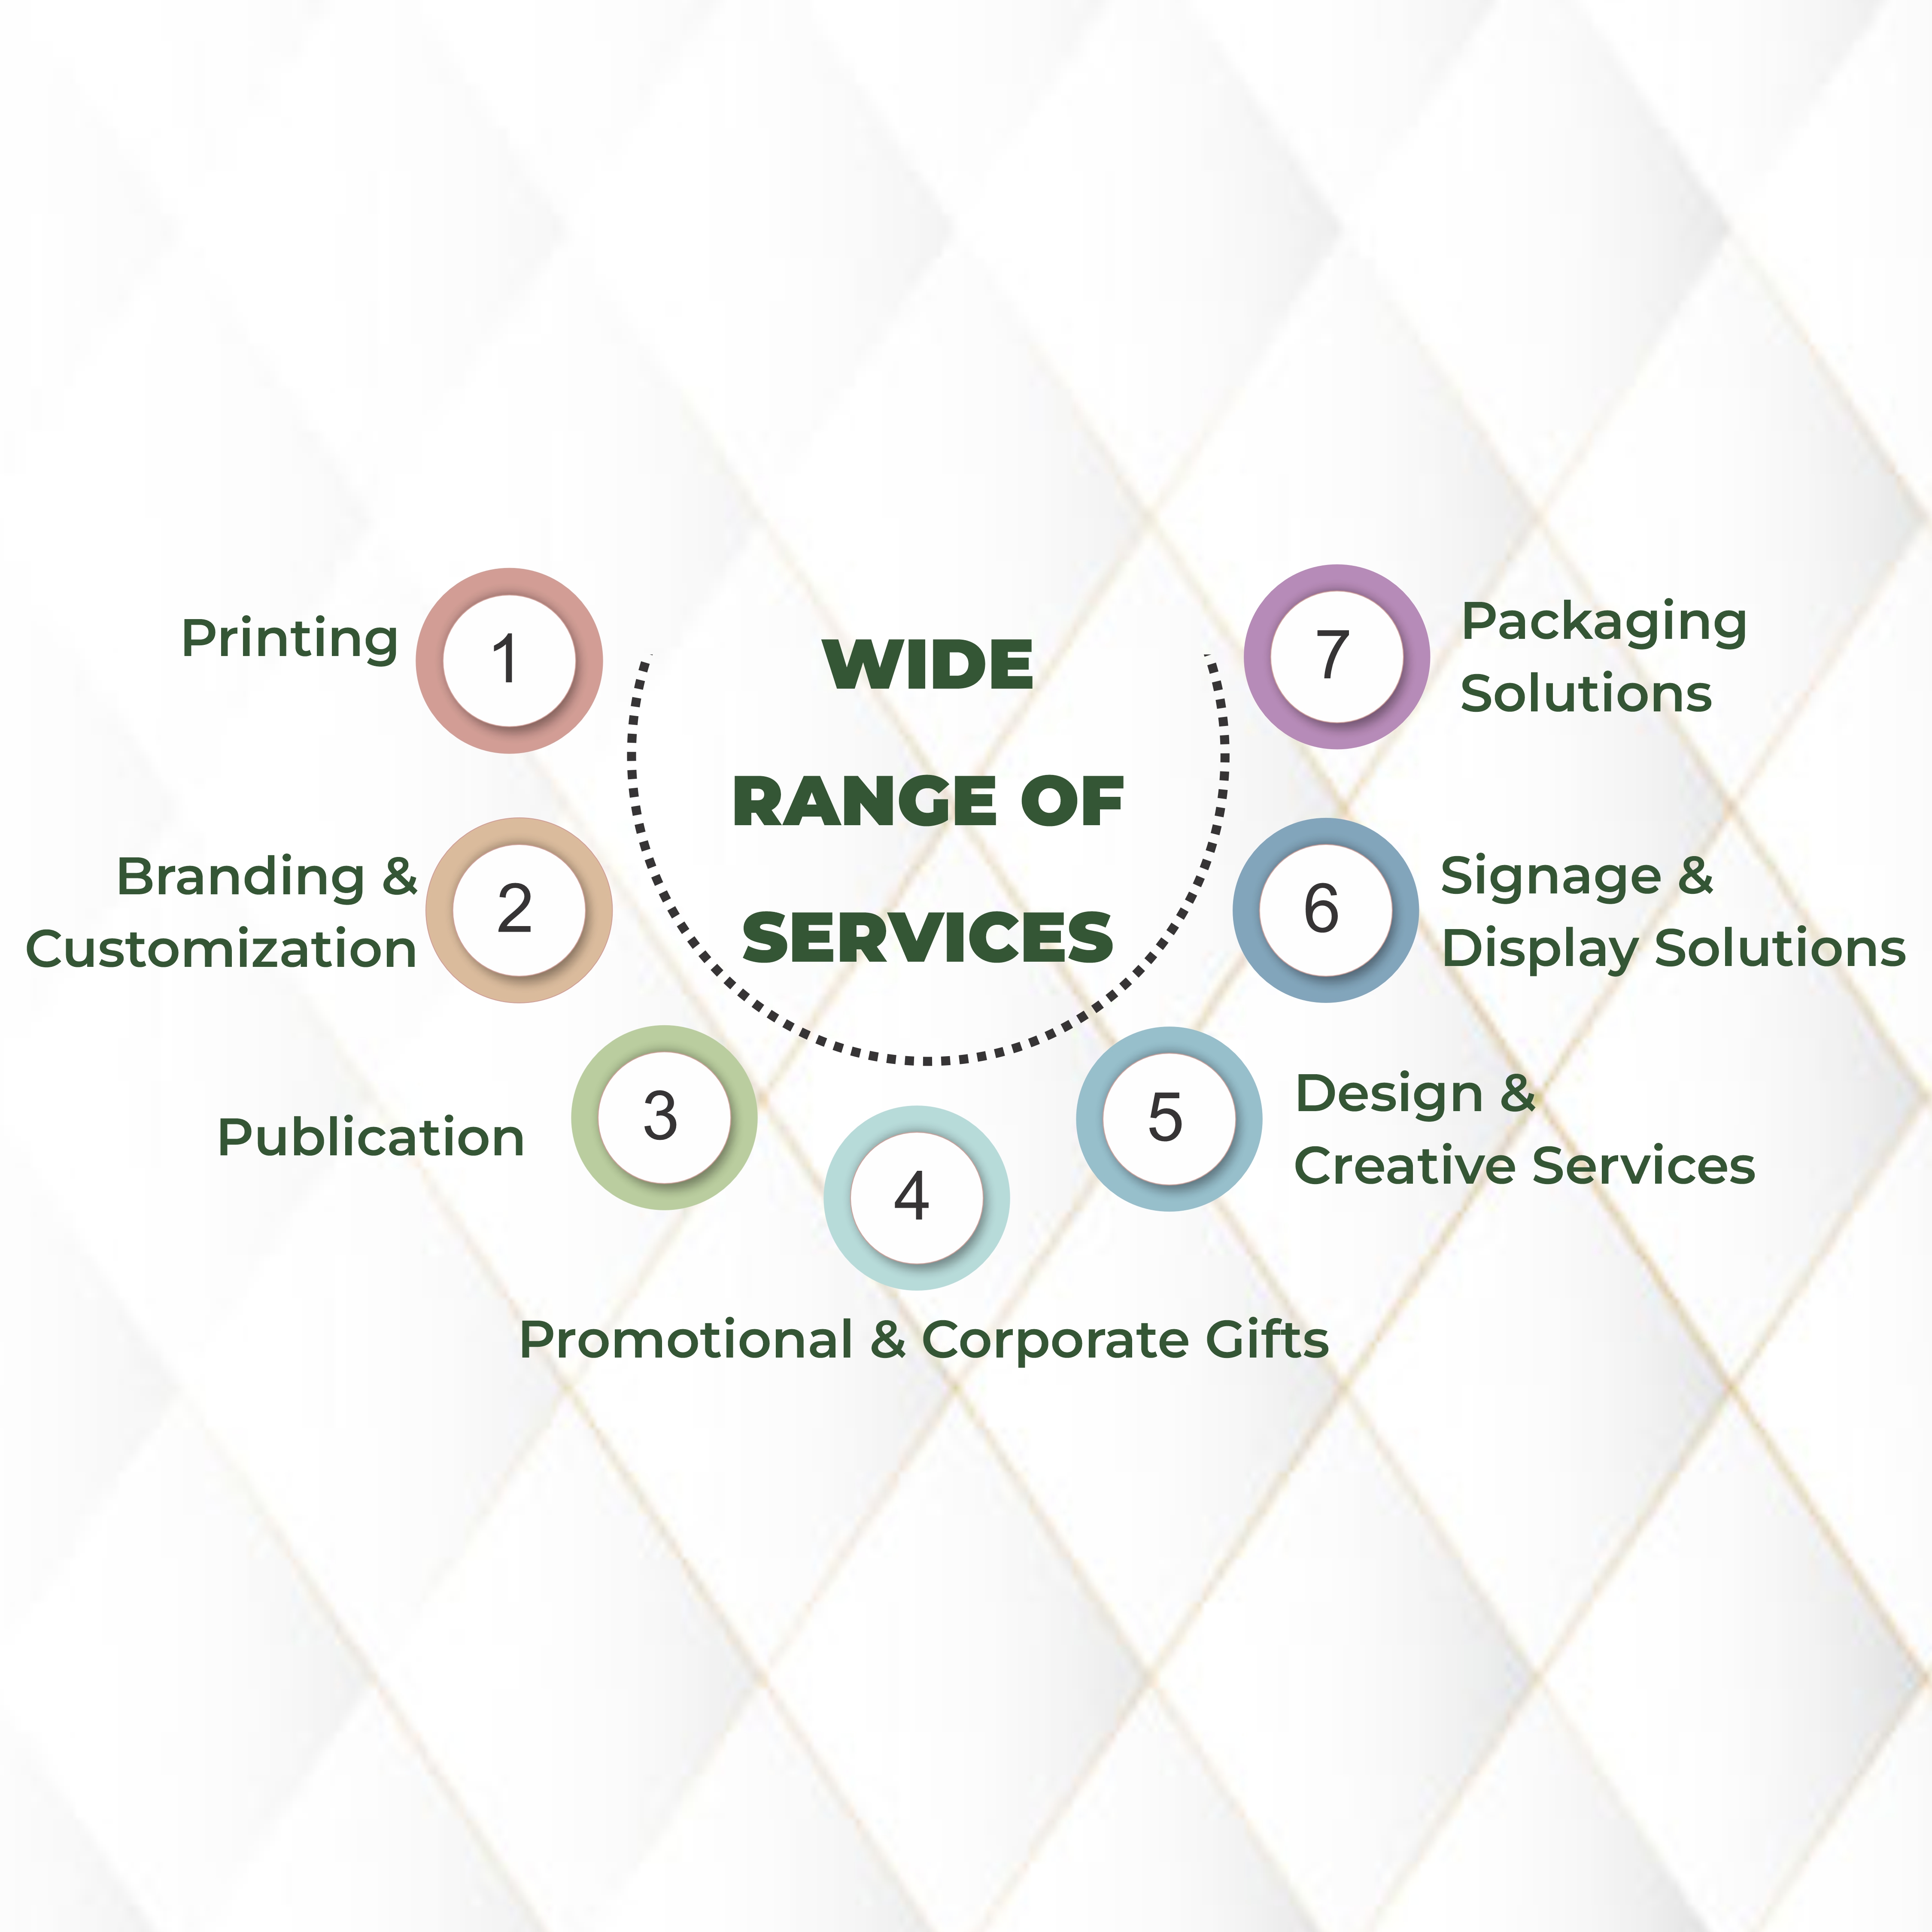 WIDE
RANGE OF
SERVICES
1
Printing
2
Branding &
Customization
3
Publication
4
Promotional & Corporate Gifts
5
Design &
Creative Services
6
Signage &
Display Solutions
7
Packaging
Solutions